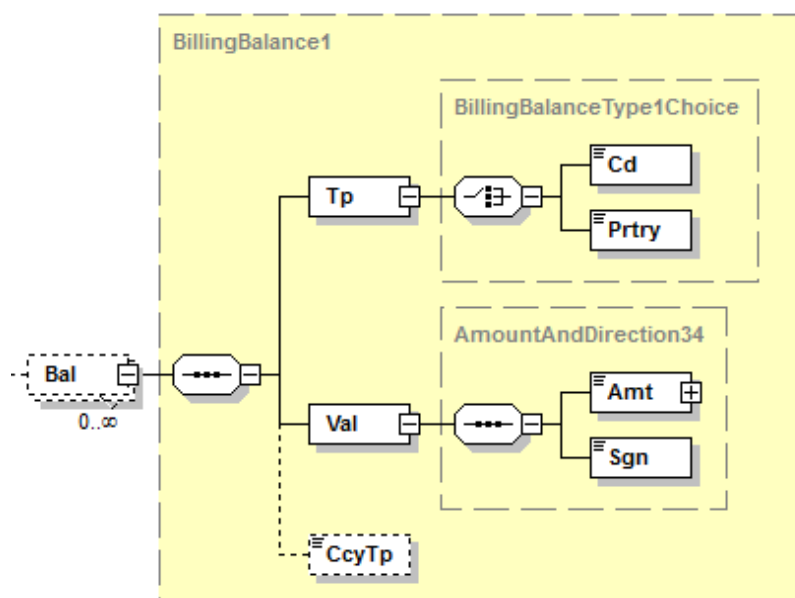 BillingBalance1
BillingBalanceType1Choice
Cd
Tp
Prtry
AmountAndDirection34
Bal
0..∞
Amt
Val
Sgn
CcyTp